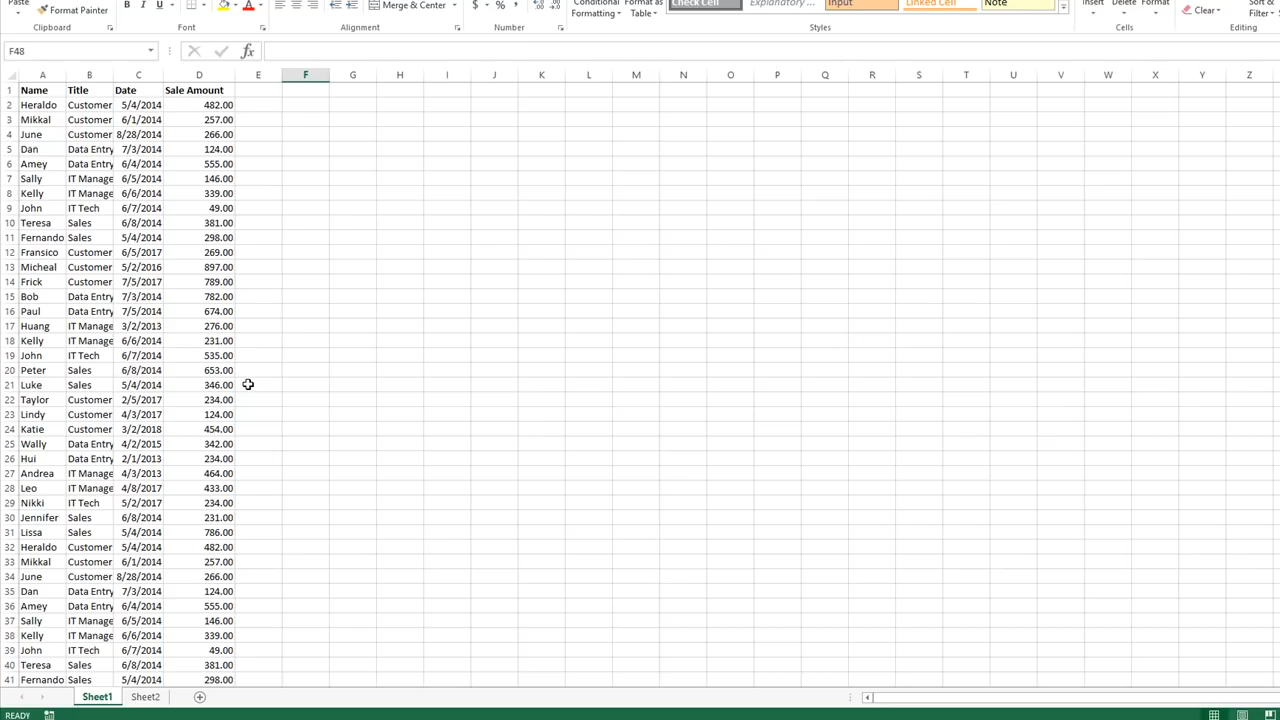 Paste Format Painter B I U A Merge & Center $ % Conditional Formatting Format as Table Check Cell Explanatory ... Input Linked Cell Note Insert Delete Format Clear Sort & Filter
Clipboard Font Alignment Number Styles Cells Editing
F48 fx
A B C D E F G H I J K L M N O P Q R S T U V W X Y Z
1 Name Title Date Sale Amount
2 Heraldo Customer 5/4/2014 482.00
3 Mikkal Customer 6/1/2014 257.00
4 June Customer 8/28/2014 266.00
5 Dan Data Entry 7/3/2014 124.00
6 Amey Data Entry 6/4/2014 555.00
7 Sally IT Manage 6/5/2014 146.00
8 Kelly IT Manage 6/6/2014 339.00
9 John IT Tech 6/7/2014 49.00
10 Teresa Sales 6/8/2014 381.00
11 Fernando Sales 5/4/2014 298.00
12 Fransico Customer 6/5/2017 269.00
13 Micheal Customer 5/2/2016 897.00
14 Frick Customer 7/5/2017 789.00
15 Bob Data Entry 7/3/2014 782.00
16 Paul Data Entry 7/5/2014 674.00
17 Huang IT Manage 3/2/2013 276.00
18 Kelly IT Manage 6/6/2014 231.00
19 John IT Tech 6/7/2014 535.00
20 Peter Sales 6/8/2014 653.00
21 Luke Sales 5/4/2014 346.00
22 Taylor Customer 2/5/2017 234.00
23 Lindy Customer 4/3/2017 124.00
24 Katie Customer 3/2/2018 454.00
25 Wally Data Entry 4/2/2015 342.00
26 Hui Data Entry 2/1/2013 234.00
27 Andrea IT Manage 4/3/2013 464.00
28 Leo IT Manage 4/8/2017 433.00
29 Nikki IT Tech 5/2/2017 234.00
30 Jennifer Sales 6/8/2014 231.00
31 Lissa Sales 5/4/2014 786.00
32 Heraldo Customer 5/4/2014 482.00
33 Mikkal Customer 6/1/2014 257.00
34 June Customer 8/28/2014 266.00
35 Dan Data Entry 7/3/2014 124.00
36 Amey Data Entry 6/4/2014 555.00
37 Sally IT Manage 6/5/2014 146.00
38 Kelly IT Manage 6/6/2014 339.00
39 John IT Tech 6/7/2014 49.00
40 Teresa Sales 6/8/2014 381.00
41 Fernando Sales 5/4/2014 298.00
Sheet1 Sheet2
READY